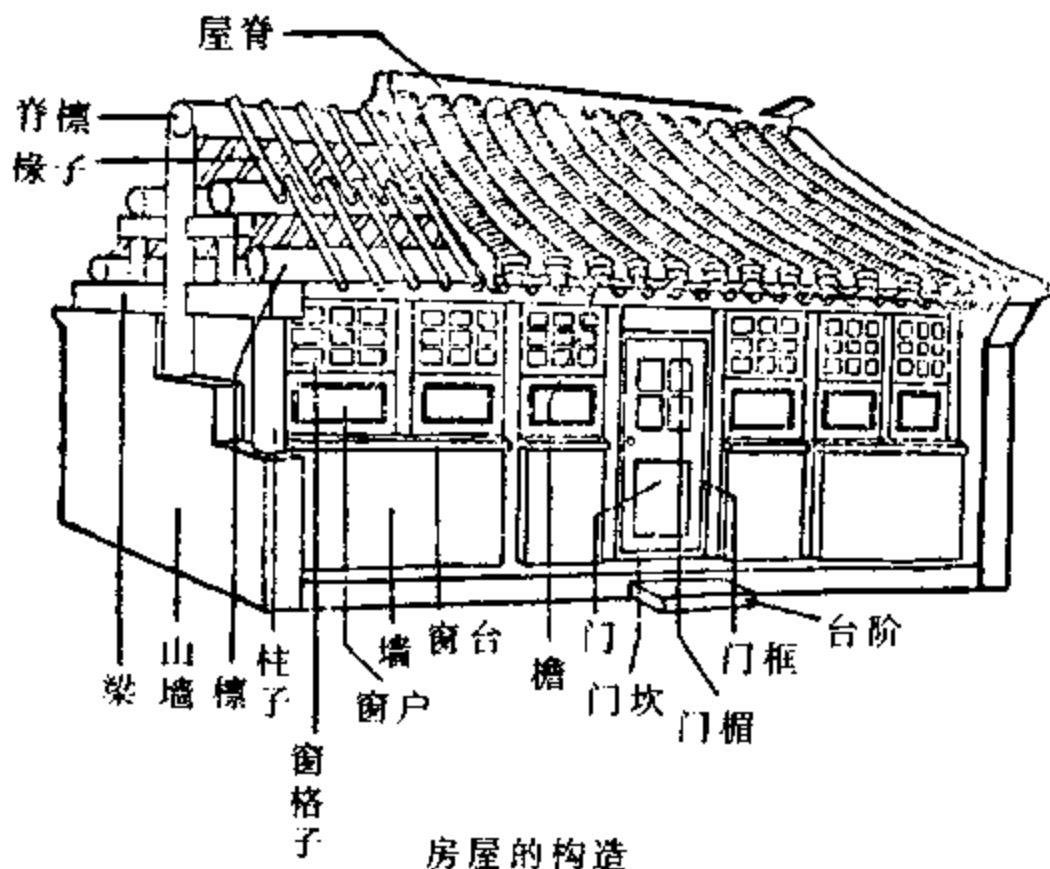 屋脊
脊檩
椽子
梁
山墙
檩
柱子
窗格子
窗户
墙
窗台
檐
门
门坎
门楣
门框
台阶
房屋的构造